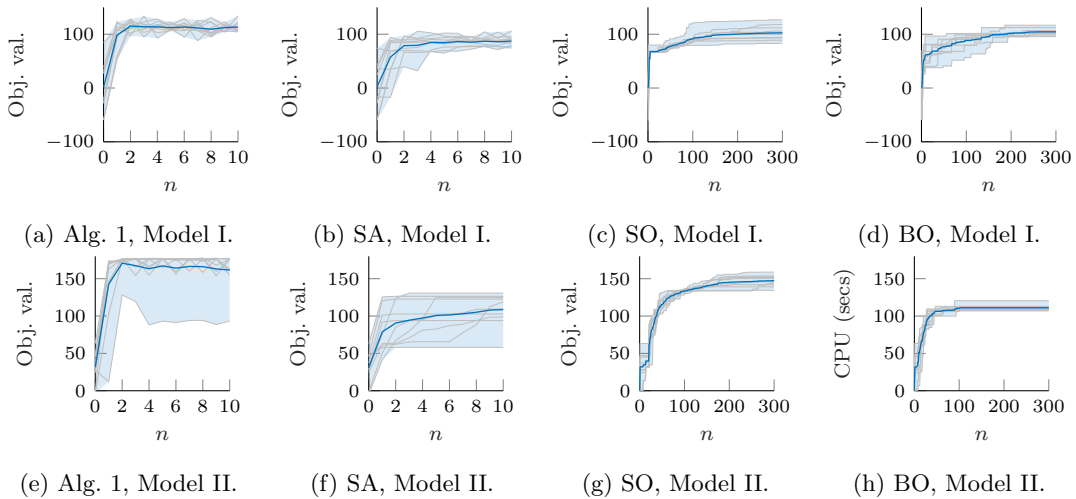 Obj. val.
100
0
−100
0 2 4 6 8 10
n
(a) Alg. 1, Model I.
Obj. val.
100
0
−100
0 2 4 6 8 10
n
(b) SA, Model I.
Obj. val.
100
0
−100
0 100 200 300
n
(c) SO, Model I.
Obj. val.
100
0
−100
0 100 200 300
n
(d) BO, Model I.
Obj. val.
150
100
50
0
0 2 4 6 8 10
n
(e) Alg. 1, Model II.
Obj. val.
150
100
50
0
0 2 4 6 8 10
n
(f) SA, Model II.
Obj. val.
150
100
50
0
0 100 200 300
n
(g) SO, Model II.
CPU (secs)
150
100
50
0
0 100 200 300
n
(h) BO, Model II.